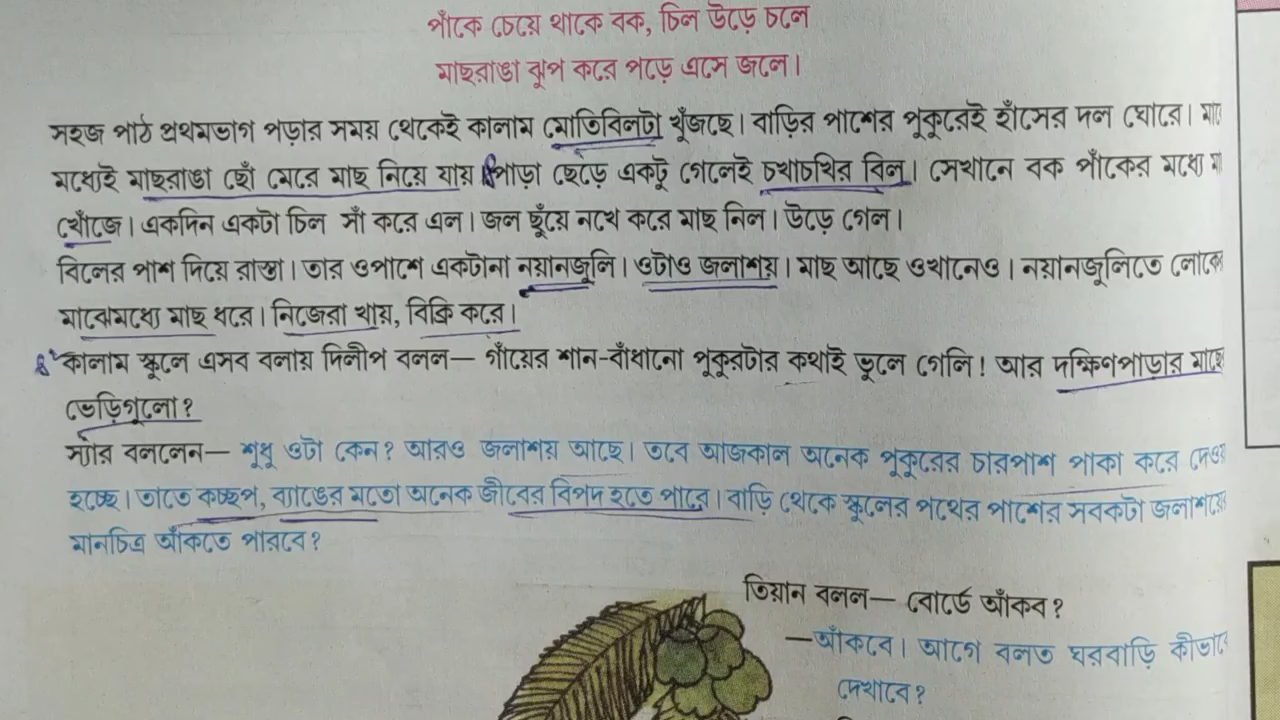 পাঁকে চেয়ে থাকে বক, চিল উড়ে চলে
মাছরাঙা ঝুপ করে পড়ে এসে জলে।
সহজ পাঠ প্রথমভাগ পড়ার সময় থেকেই কালাম মোতিবিলটা খুঁজছে। বাড়ির পাশের পুকুরেই হাঁসের দল ঘোরে।
মধ্যেই মাছরাঙা ছোঁ মেরে মাছ নিয়ে যায় পাড়া ছেড়ে একটু গেলেই চখাচখির বিল। সেখানে বক পাঁকের মধ্যে
খোঁজে। একদিন একটা চিল সাঁ করে এল। জল ছুঁয়ে নখে করে মাছ নিল। উড়ে গেল।
বিলের পাশ দিয়ে রাস্তা। তার ওপাশে একটানা নয়ানজুলি। ওটাও জলাশয়। মাছ আছে ওখানেও। নয়ানজুলিতে লোকে
মাঝেমধ্যে মাছ ধরে। নিজেরা খায়, বিক্রি করে।
কালাম স্কুলে এসব বলায় দিলীপ বলল— গাঁয়ের শান-বাঁধানো পুকুরটার কথাই ভুলে গেলি! আর দক্ষিণপাড়ার মাছের
ভেড়িগুলো?
স্যার বললেন— শুধু ওটা কেন? আরও জলাশয় আছে। তবে আজকাল অনেক পুকুরের চারপাশ পাকা করে দেওয়া
হচ্ছে। তাতে কচ্ছপ, ব্যাঙের মতো অনেক জীবের বিপদ হতে পারে। বাড়ি থেকে স্কুলের পথের পাশের সবকটা জলাশয়ের
মানচিত্র আঁকতে পারবে?
তিয়ান বলল— বোর্ডে আঁকব?
—আঁকবে। আগে বলত ঘরবাড়ি কীভাবে
দেখাবে?